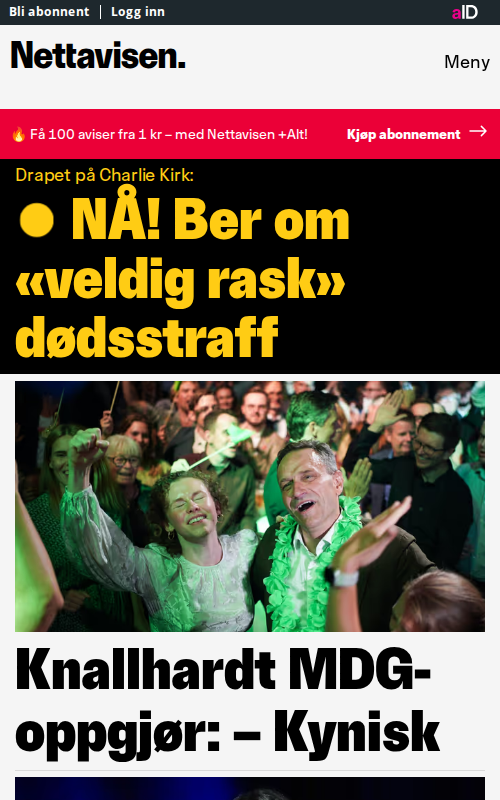 Bli abonnent | Logg inn aID
Nettavisen.
Meny
🔥 Få 100 aviser fra 1 kr – med Nettavisen +Alt! Kjøp abonnement →
Drapet på Charlie Kirk:
NÅ! Ber om
«veldig rask»
dødsstraff
Knallhardt MDG-
oppgjør: – Kynisk